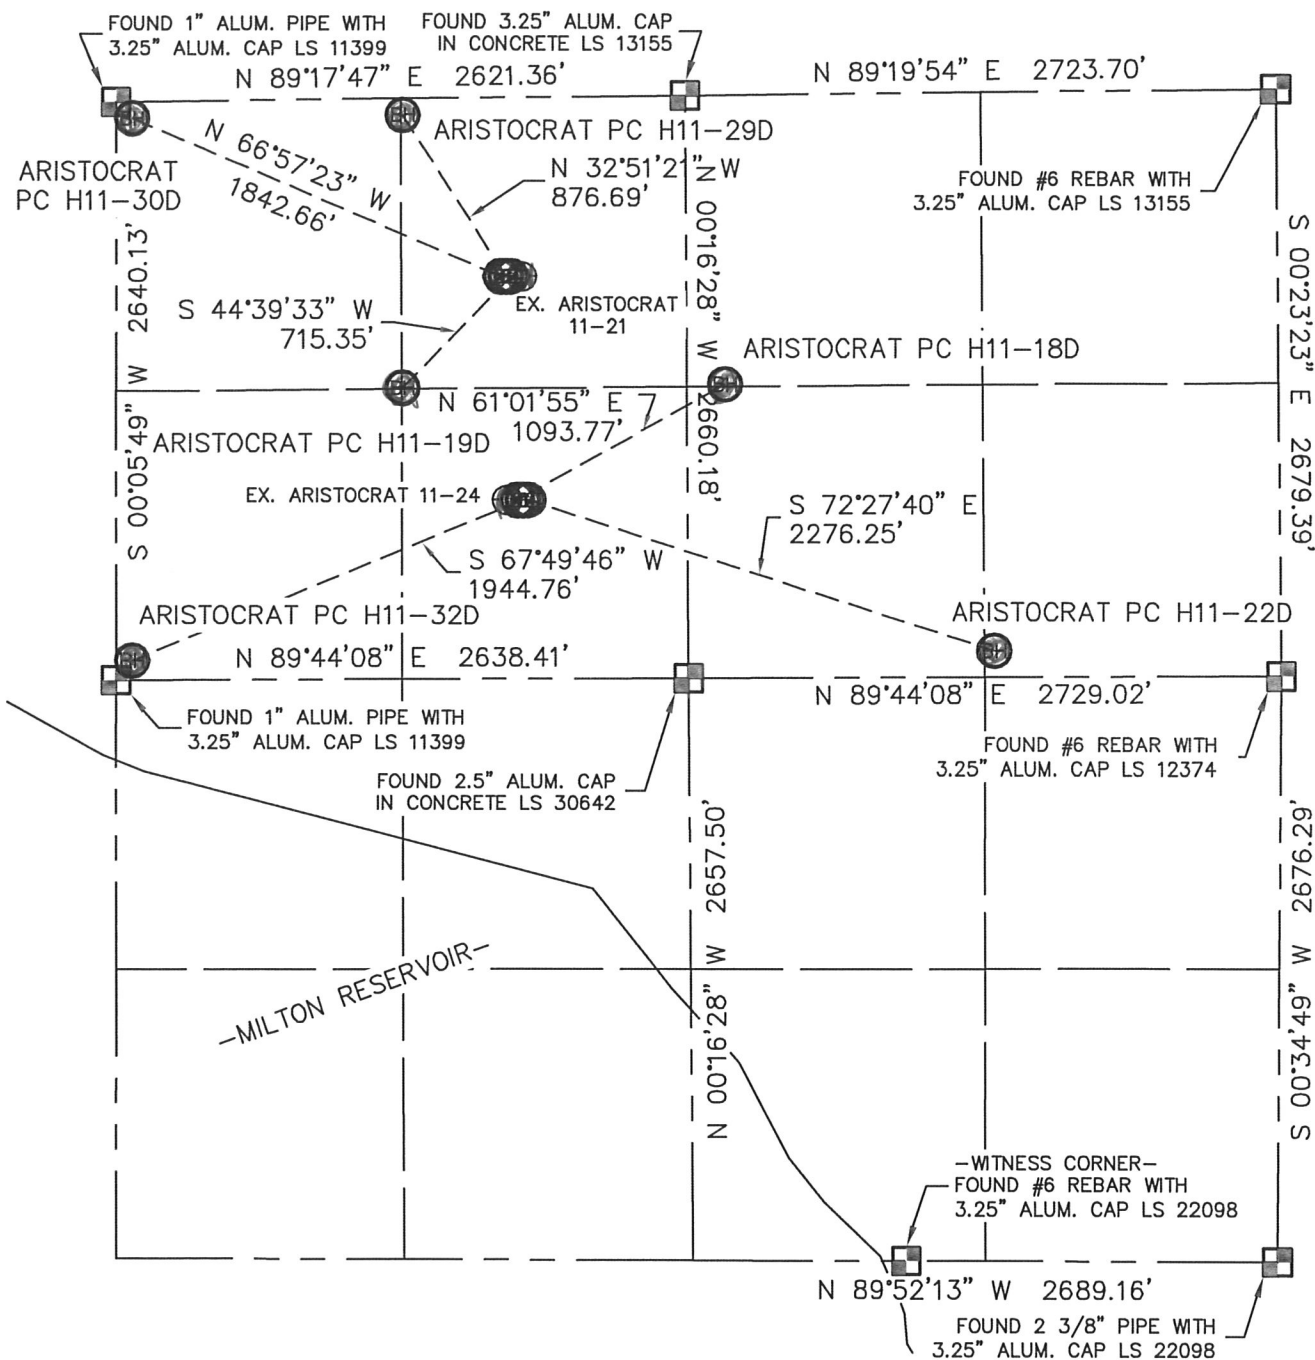 FOUND 1" ALUM. PIPE WITH
3.25" ALUM. CAP LS 11399
FOUND 3.25" ALUM. CAP
IN CONCRETE LS 13155
N 89°17'47" E 2621.36'
N 89°19'54" E 2723.70'
BH
BH
ARISTOCRAT PC H11-29D
ARISTOCRAT
PC H11-30D
N 66°57'23" W
1842.66'
N 32°51'21" W
876.69'
FOUND #6 REBAR WITH
3.25" ALUM. CAP LS 13155
S 00°05'49" W 2640.13'
N 00°16'28" W 2660.18'
S 00°23'23" E 2679.39'
S 44°39'33" W
715.35'
EX. ARISTOCRAT
11-21
ARISTOCRAT PC H11-18D
BH
BH
N 61°01'55" E
1093.77'
ARISTOCRAT PC H11-19D
EX. ARISTOCRAT 11-24
S 72°27'40" E
2276.25'
S 67°49'46" W
1944.76'
ARISTOCRAT PC H11-32D
ARISTOCRAT PC H11-22D
BH
BH
N 89°44'08" E 2638.41'
N 89°44'08" E 2729.02'
FOUND 1" ALUM. PIPE WITH
3.25" ALUM. CAP LS 11399
FOUND 2.5" ALUM. CAP
IN CONCRETE LS 30642
FOUND #6 REBAR WITH
3.25" ALUM. CAP LS 12374
N 00°16'28" W 2657.50'
S 00°34'49" W 2676.29'
-MILTON RESERVOIR-
-WITNESS CORNER-
FOUND #6 REBAR WITH
3.25" ALUM. CAP LS 22098
N 89°52'13" W 2689.16'
FOUND 2 3/8" PIPE WITH
3.25" ALUM. CAP LS 22098